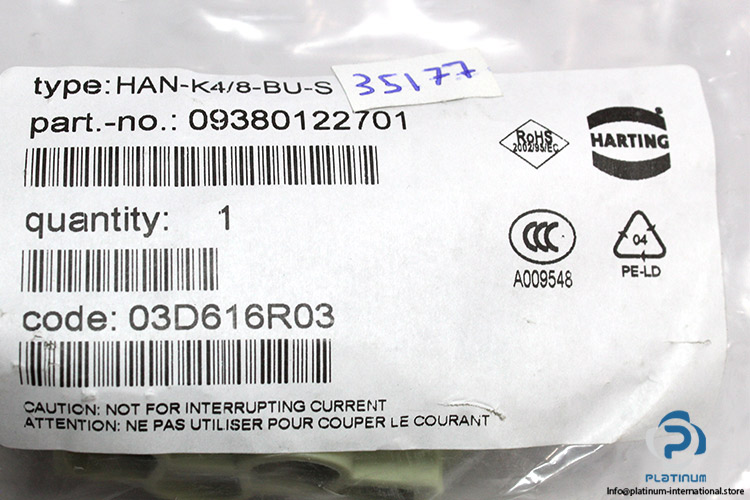 type: HAN-K4/8-BU-S
35177
part.-no.: 09380122701
RoHS
2002/95/EC
HARTING
quantity: 1
CCC
A009548
04
PE-LD
code: 03D616R03
CAUTION: NOT FOR INTERRUPTING CURRENT
ATTENTION: NE PAS UTILISER POUR COUPER LE COURANT
PLATINUM
Info@platinum-international.store